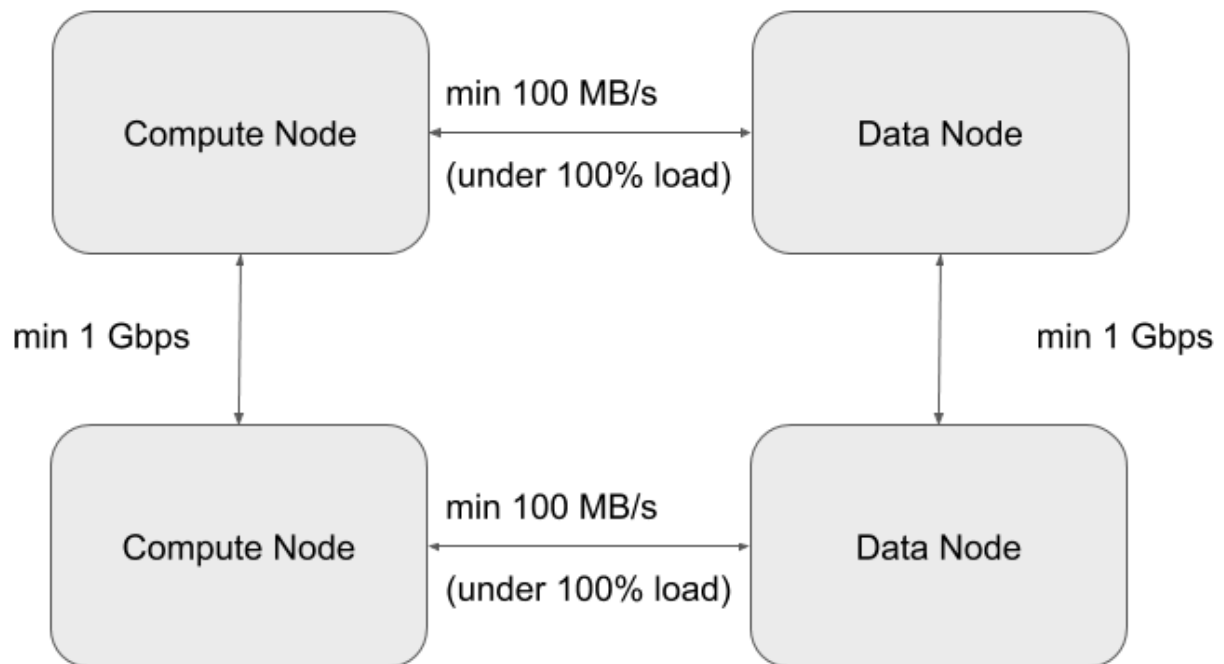 min 100 MB/s
Compute Node
Data Node
(under 100% load)
min 1 Gbps
min 1 Gbps
min 100 MB/s
Compute Node
Data Node
(under 100% load)